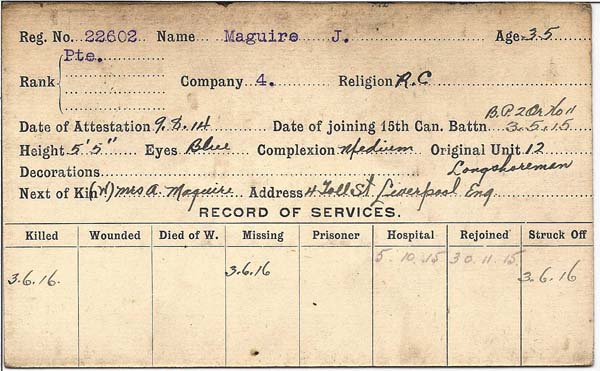 Reg. No. 22602 Name Maguire J. Age 35
Pte.
Rank Company 4. Religion R.C
B.P.2 Or No 11
Date of Attestation 9.8.14 Date of joining 15th Can. Battn 3.5.15
Height 5'5" Eyes Blue Complexion Medium Original Unit 12
Decorations Longshoreman
Next of Kin (W) Mrs A. Maguire Address 4 Toll St Liverpool Eng
RECORD OF SERVICES.
Killed Wounded Died of W. Missing Prisoner Hospital Rejoined Struck Off
5.10.15 30.11.15
3.6.16. 3.6.16 3.6.16